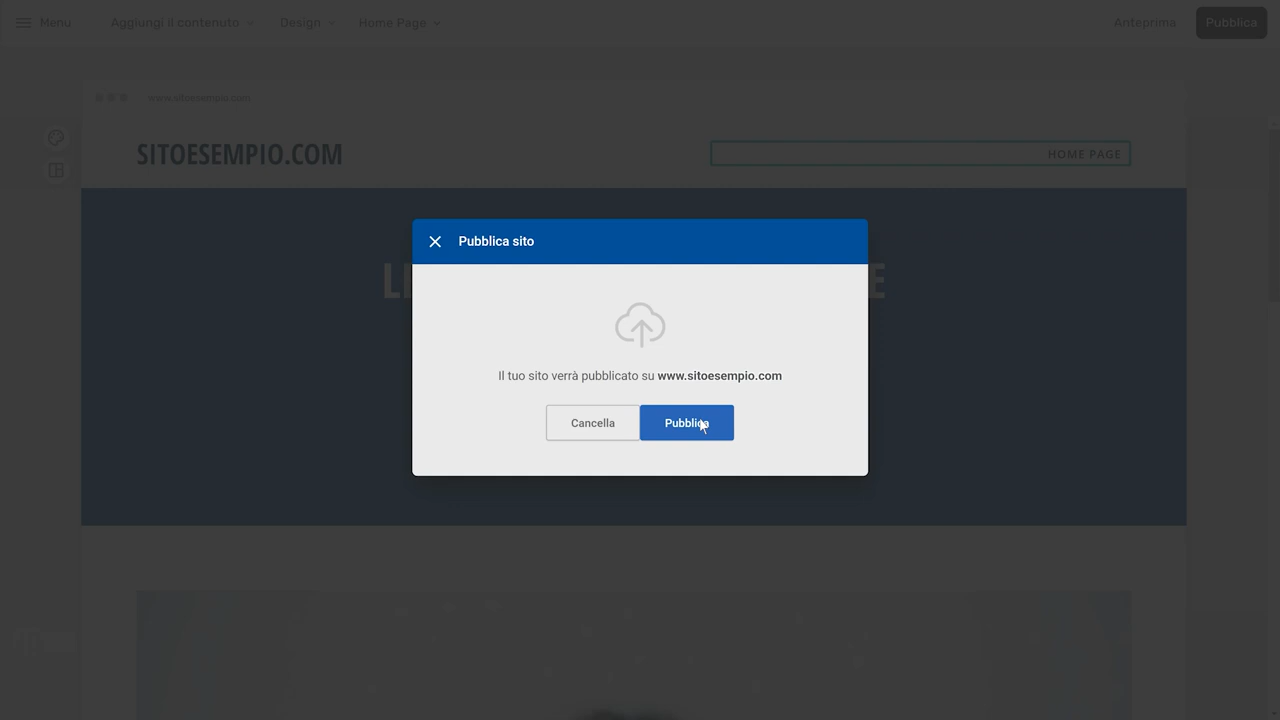 Menu
Aggiungi il contenuto
Design
Home Page
Anteprima
Pubblica
www.sitoesempio.com
SITOESEMPIO.COM
HOME PAGE
Pubblica sito
Il tuo sito verrà pubblicato su www.sitoesempio.com
Cancella
Pubblica